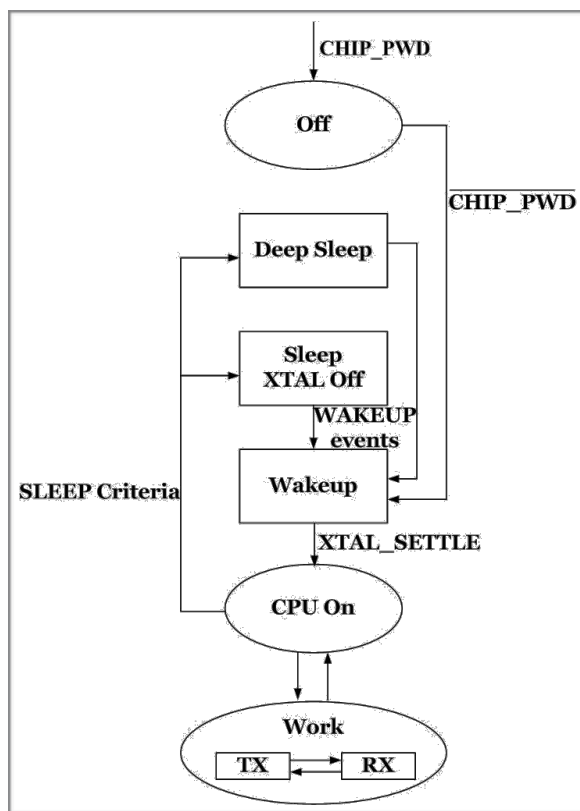 CHIP_PWD
Off
CHIP_PWD
Deep Sleep
Sleep
XTAL Off
WAKEUP
events
SLEEP Criteria
Wakeup
XTAL_SETTLE
CPU On
Work
TX
RX